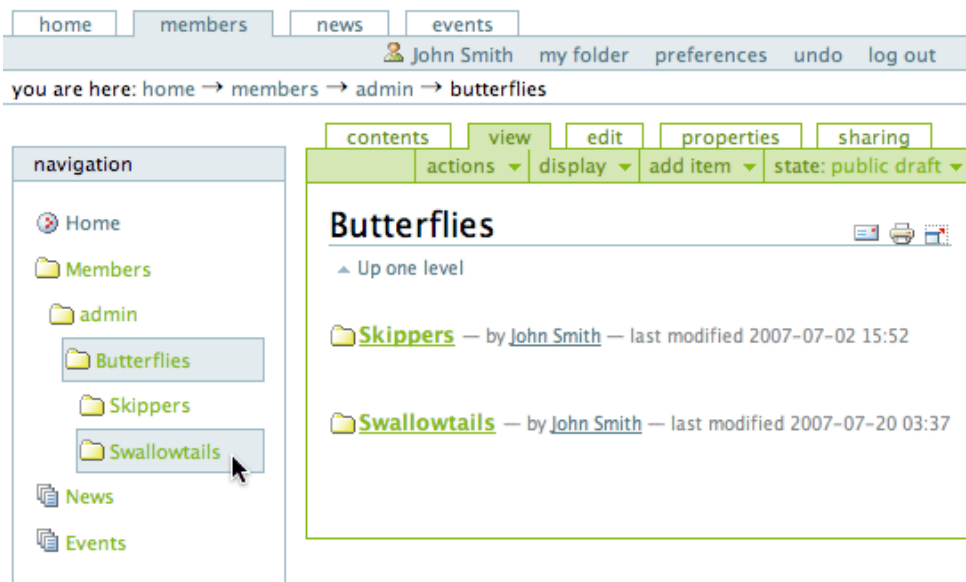 home members news events
John Smith my folder preferences undo log out
you are here: home → members → admin → butterflies
contents view edit properties sharing
actions display add item state: public draft
navigation
Home
Members
admin
Butterflies
Skippers
Swallowtails
News
Events
Butterflies
Up one level
Skippers — by John Smith — last modified 2007-07-02 15:52
Swallowtails — by John Smith — last modified 2007-07-20 03:37